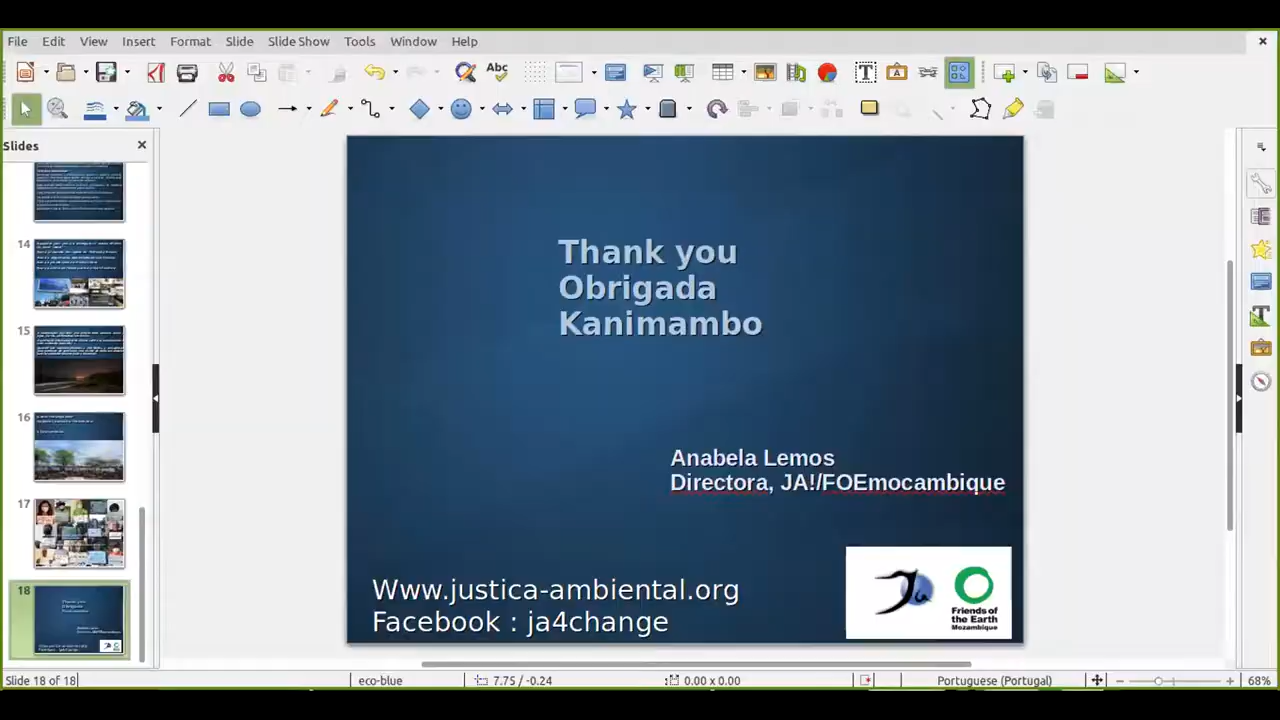 File Edit View Insert Format Slide Slide Show Tools Window Help
Abc
Slides
14
15
16
17
18
Thank you
Obrigada
Kanimambo
Anabela Lemos
Directora, JA!/FOEmocambique
Www.justica-ambiental.org
Facebook : ja4change
Ja
Friends of
the Earth
Mozambique
Slide 18 of 18 eco-blue 7.75 / -0.24 0.00 x 0.00 Portuguese (Portugal) 68%